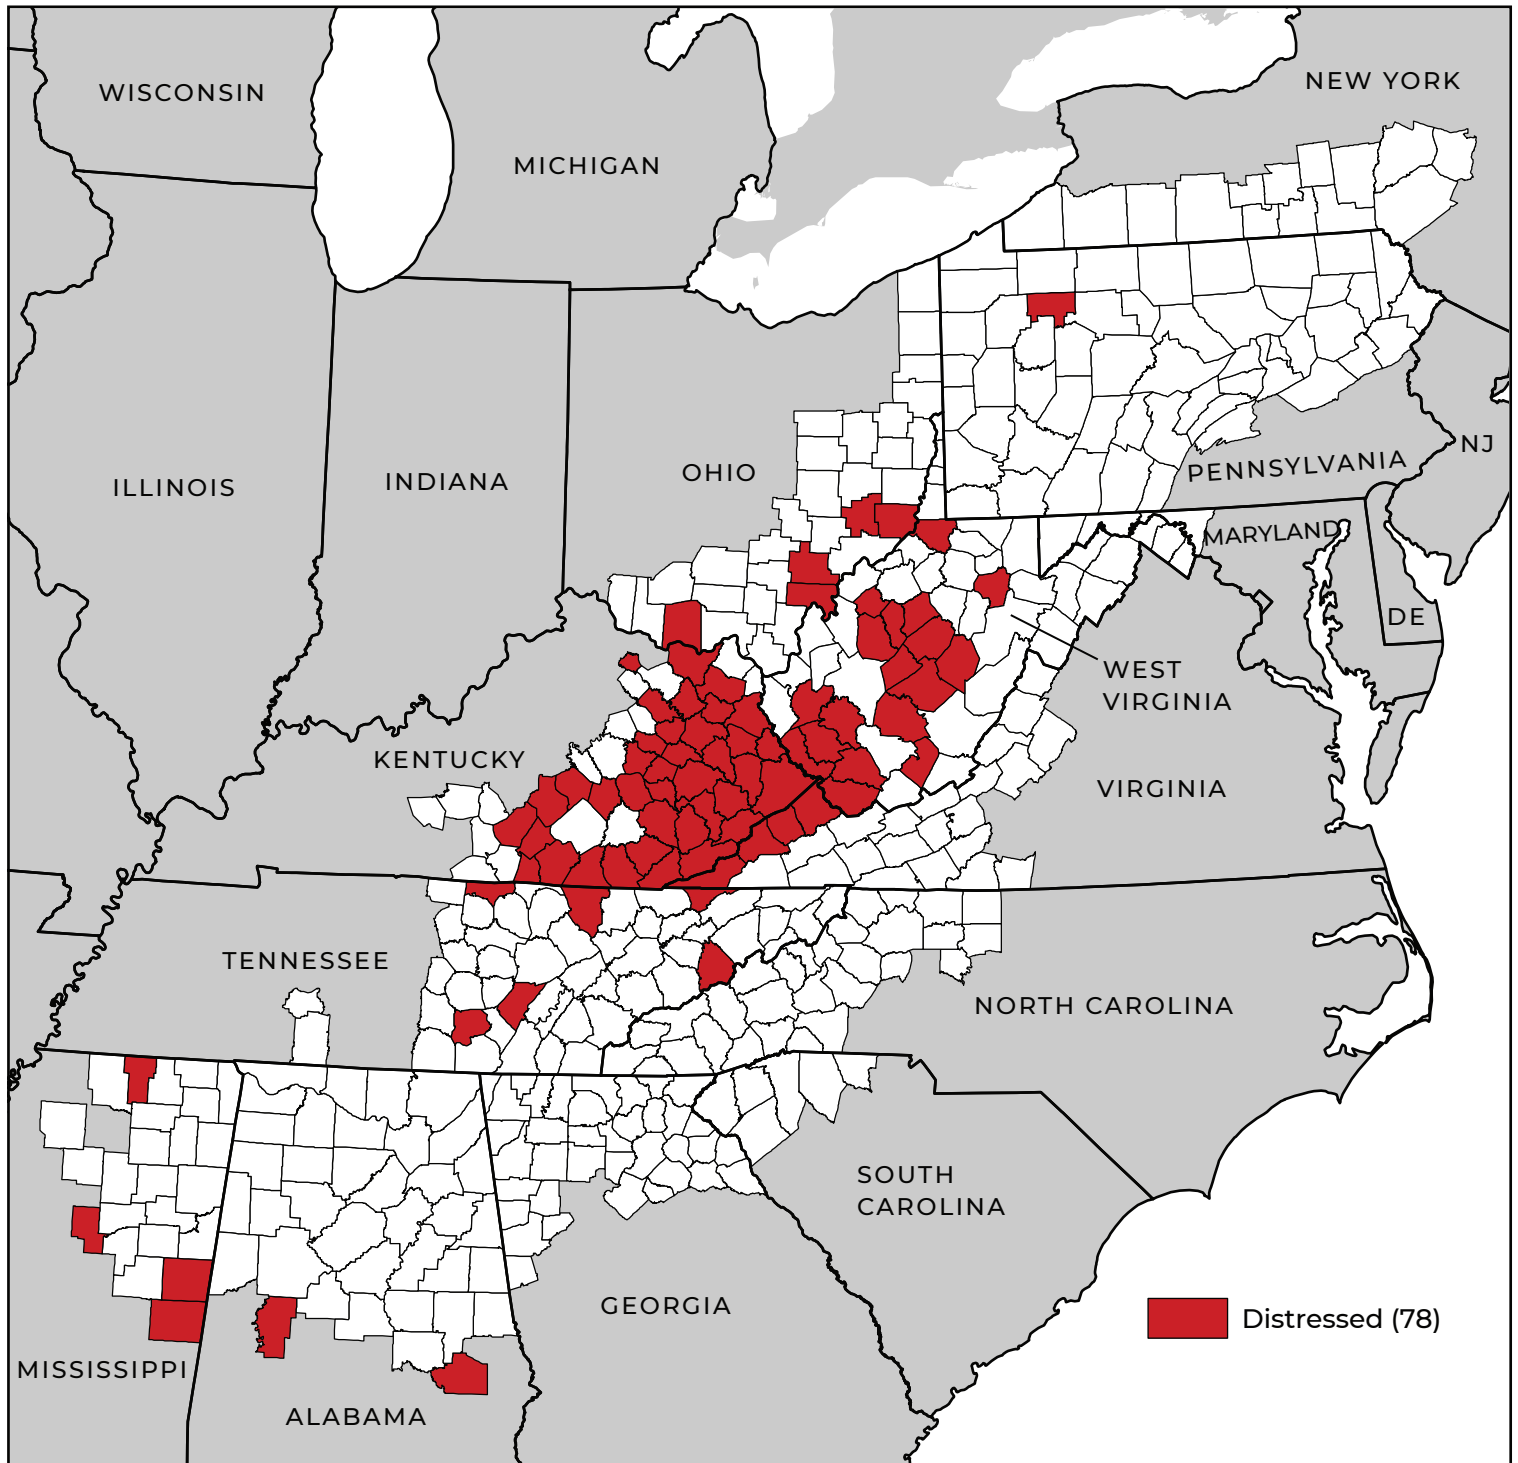 NEW YORK
WISCONSIN
MICHIGAN
NJ
PENNSYLVANIA
OHIO
INDIANA
ILLINOIS
MARYLAND
DE
WEST
VIRGINIA
KENTUCKY
VIRGINIA
TENNESSEE
NORTH CAROLINA
SOUTH
CAROLINA
GEORGIA
Distressed (78)
MISSISSIPPI
ALABAMA